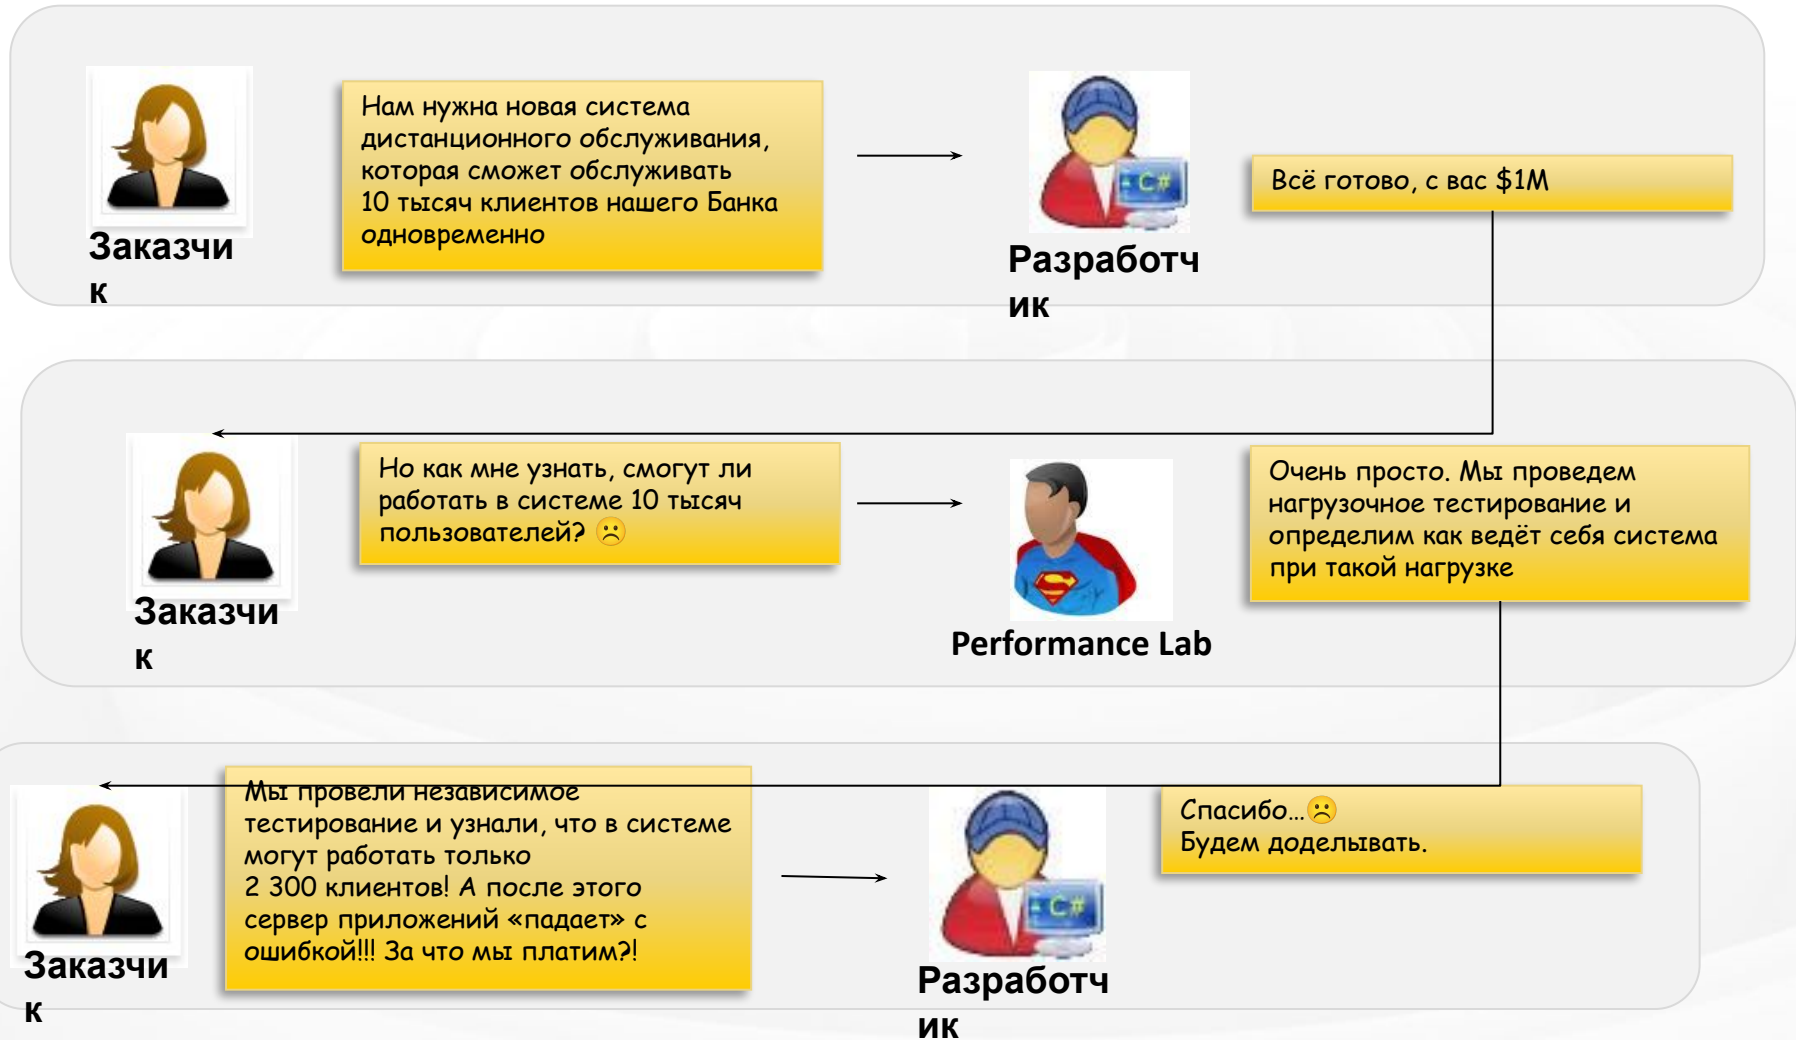 Нам нужна новая система
дистанционного обслуживания,
которая сможет обслуживать
10 тысяч клиентов нашего Банка
одновременно
Всё готово, с вас $1M
Заказчи
к
C#
Разработч
ик
Но как мне узнать, смогут ли
работать в системе 10 тысяч
пользователей? ☹
Очень просто. Мы проведем
нагрузочное тестирование и
определим как ведёт себя система
при такой нагрузке
S
Заказчи
к
Performance Lab
Мы провели независимое
тестирование и узнали, что в системе
могут работать только
2 300 клиентов! А после этого
сервер приложений «падает» с
ошибкой!!! За что мы платим?!
Спасибо...☹
Будем доделывать.
C#
Заказчи
к
Разработч
ик